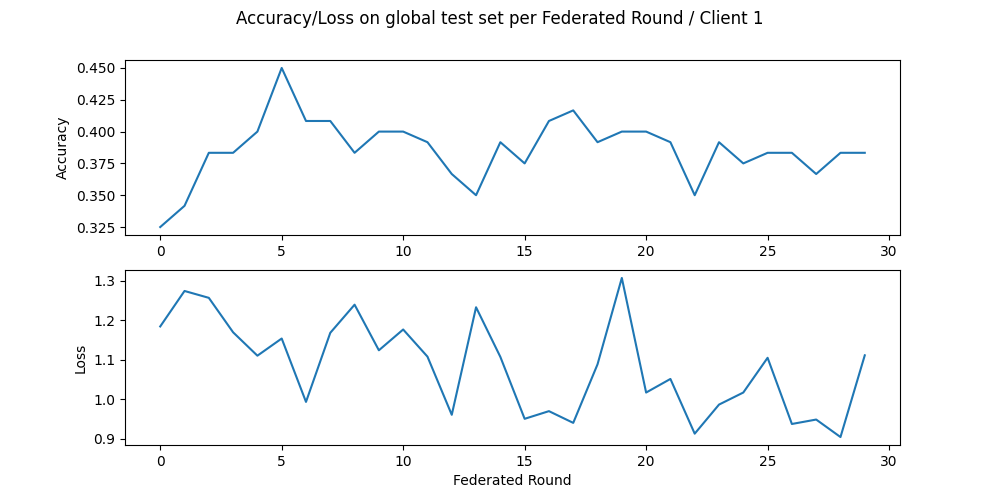 Accuracy/Loss on global test set per Federated Round / Client 1
0.450
0.425
0.400
0.375
0.350
0.325
Accuracy
0 5 10 15 20 25 30
1.3
1.2
1.1
1.0
0.9
Loss
0 5 10 15 20 25 30
Federated Round